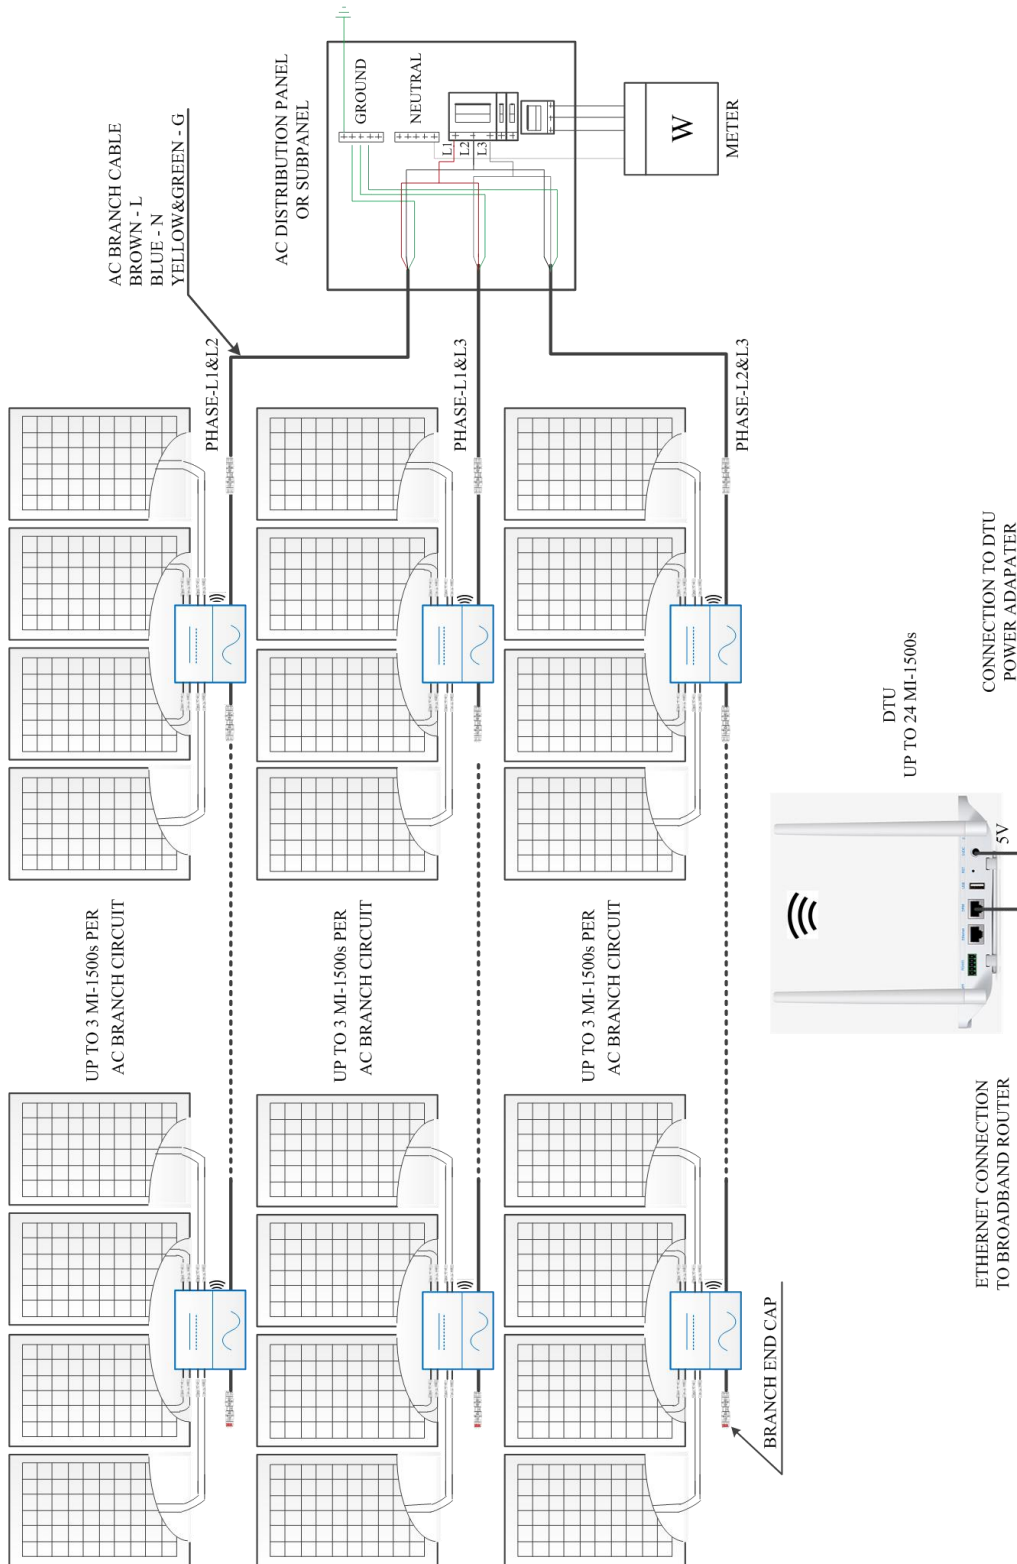 AC BRANCH CABLE
BROWN - L
BLUE - N
YELLOW&GREEN - G
AC DISTRIBUTION PANEL
OR SUBPANEL
GROUND
NEUTRAL
L1
L2
L3
W
METER
PHASE-L1&L2
PHASE-L1&L3
PHASE-L2&L3
UP TO 3 MI-1500s PER
AC BRANCH CIRCUIT
UP TO 3 MI-1500s PER
AC BRANCH CIRCUIT
UP TO 3 MI-1500s PER
AC BRANCH CIRCUIT
BRANCH END CAP
DTU
UP TO 24 MI-1500s
5V
CONNECTION TO DTU
POWER ADAPATER
ETHERNET CONNECTION
TO BROADBAND ROUTER